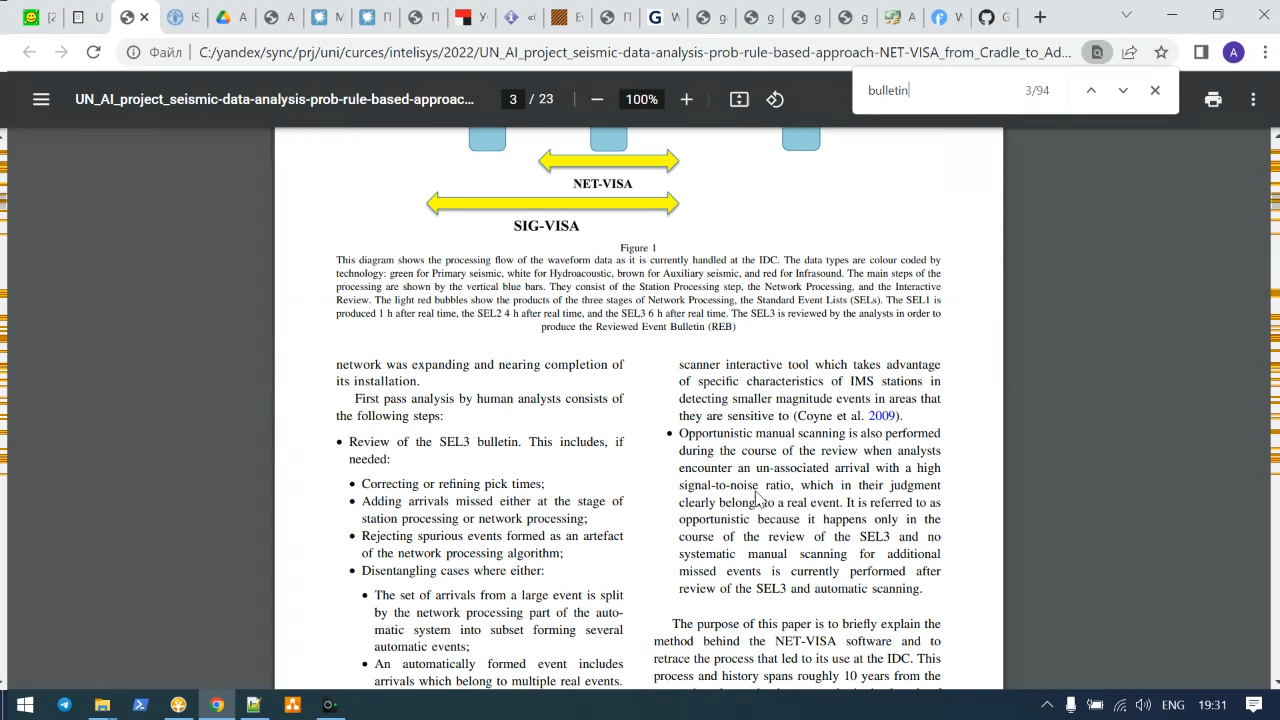 [2
U
A
A
M
П
П
Ус
«С
E
П
W
g
g
g
A
W
G
Файл
C:/yandex/sync/prj/uni/curces/intelisys/2022/UN_AI_project_seismic-data-analysis-prob-rule-based-approach-NET-VISA_from_Cradle_to_Ad...
A
UN_AI_project_seismic-data-analysis-prob-rule-based-approac...
3 / 23
100%
bulletin
3/94
NET-VISA
SIG-VISA
Figure 1
This diagram shows the processing flow of the waveform data as it is currently handled at the IDC. The data types are colour coded by
technology: green for Primary seismic, white for Hydroacoustic, brown for Auxiliary seismic, and red for Infrasound. The main steps of the
processing are shown by the vertical blue bars. They consist of the Station Processing step, the Network Processing, and the Interactive
Review. The light red bubbles show the products of the three stages of Network Processing, the Standard Event Lists (SELs). The SEL1 is
produced 1 h after real time, the SEL2 4 h after real time, and the SEL3 6 h after real time. The SEL3 is reviewed by the analysts in order to
produce the Reviewed Event Bulletin (REB)
network was expanding and nearing completion of
its installation.
First pass analysis by human analysts consists of
the following steps:
• Review of the SEL3 bulletin. This includes, if
needed:
• Correcting or refining pick times;
• Adding arrivals missed either at the stage of
station processing or network processing;
• Rejecting spurious events formed as an artefact
of the network processing algorithm;
• Disentangling cases where either:
• The set of arrivals from a large event is split
by the network processing part of the auto-
matic system into subset forming several
automatic events;
• An automatically formed event includes
arrivals which belong to multiple real events.
scanner interactive tool which takes advantage
of specific characteristics of IMS stations in
detecting smaller magnitude events in areas that
they are sensitive to (Coyne et al. 2009).
• Opportunistic manual scanning is also performed
during the course of the review when analysts
encounter an un-associated arrival with a high
signal-to-noise ratio, which in their judgment
clearly belong to a real event. It is referred to as
opportunistic because it happens only in the
course of the review of the SEL3 and no
systematic manual scanning for additional
missed events is currently performed after
review of the SEL3 and automatic scanning.
The purpose of this paper is to briefly explain the
method behind the NET-VISA software and to
retrace the process that led to its use at the IDC. This
process and history spans roughly 10 years from the
ENG
19:31